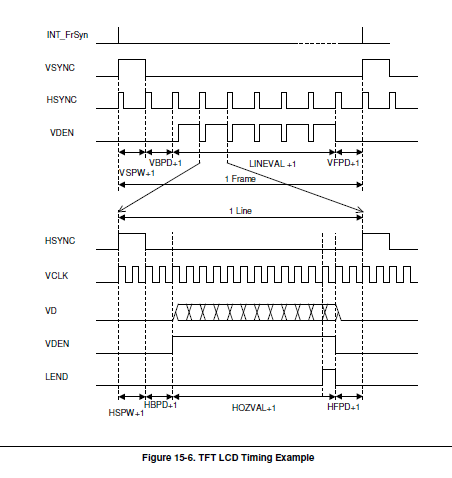 INT_FrSyn
VSYNC
HSYNC
VDEN
VBPD+1
LINEVAL +1
VFPD+1
VSPW+1
1 Frame
1 Line
HSYNC
VCLK
VD
VDEN
LEND
HBPD+1
HOZVAL+1
HFPD+1
HSPW+1
Figure 15-6. TFT LCD Timing Example